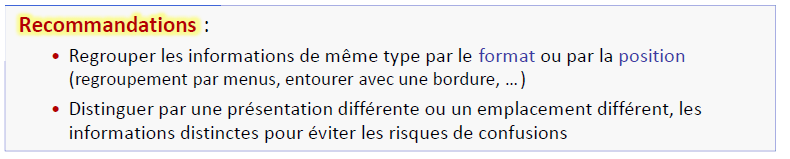 Recommandations :
• Regrouper les informations de même type par le format ou par la position
(regroupement par menus, entourer avec une bordure, …)
• Distinguer par une présentation différente ou un emplacement différent, les
informations distinctes pour éviter les risques de confusions